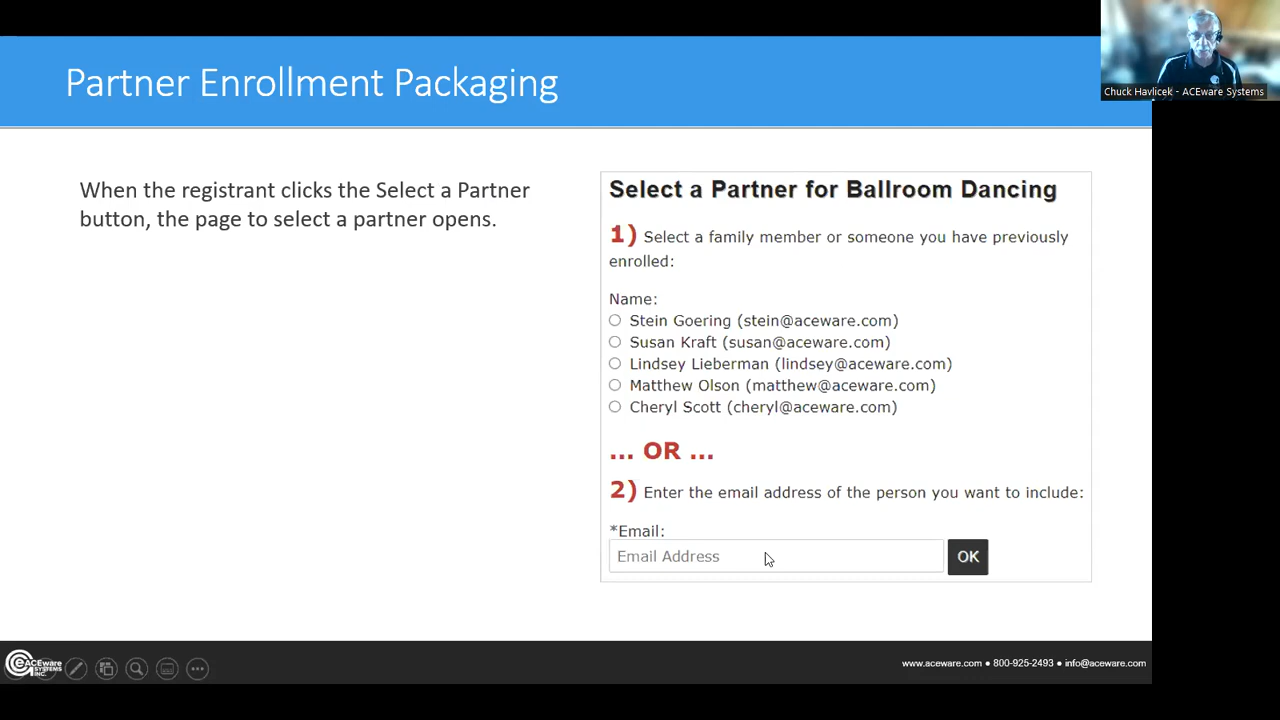 Partner Enrollment Packaging
Chuck Havlicek - ACEware Systems
When the registrant clicks the Select a Partner
button, the page to select a partner opens.
Select a Partner for Ballroom Dancing
1) Select a family member or someone you have previously
enrolled:
Name:
Stein Goering (stein@aceware.com)
Susan Kraft (susan@aceware.com)
Lindsey Lieberman (lindsey@aceware.com)
Matthew Olson (matthew@aceware.com)
Cheryl Scott (cheryl@aceware.com)
... OR ...
2) Enter the email address of the person you want to include:
*Email:
Email Address
OK
ACEware
SYSTEMS
INC.
www.aceware.com ● 800-925-2493 ● info@aceware.com